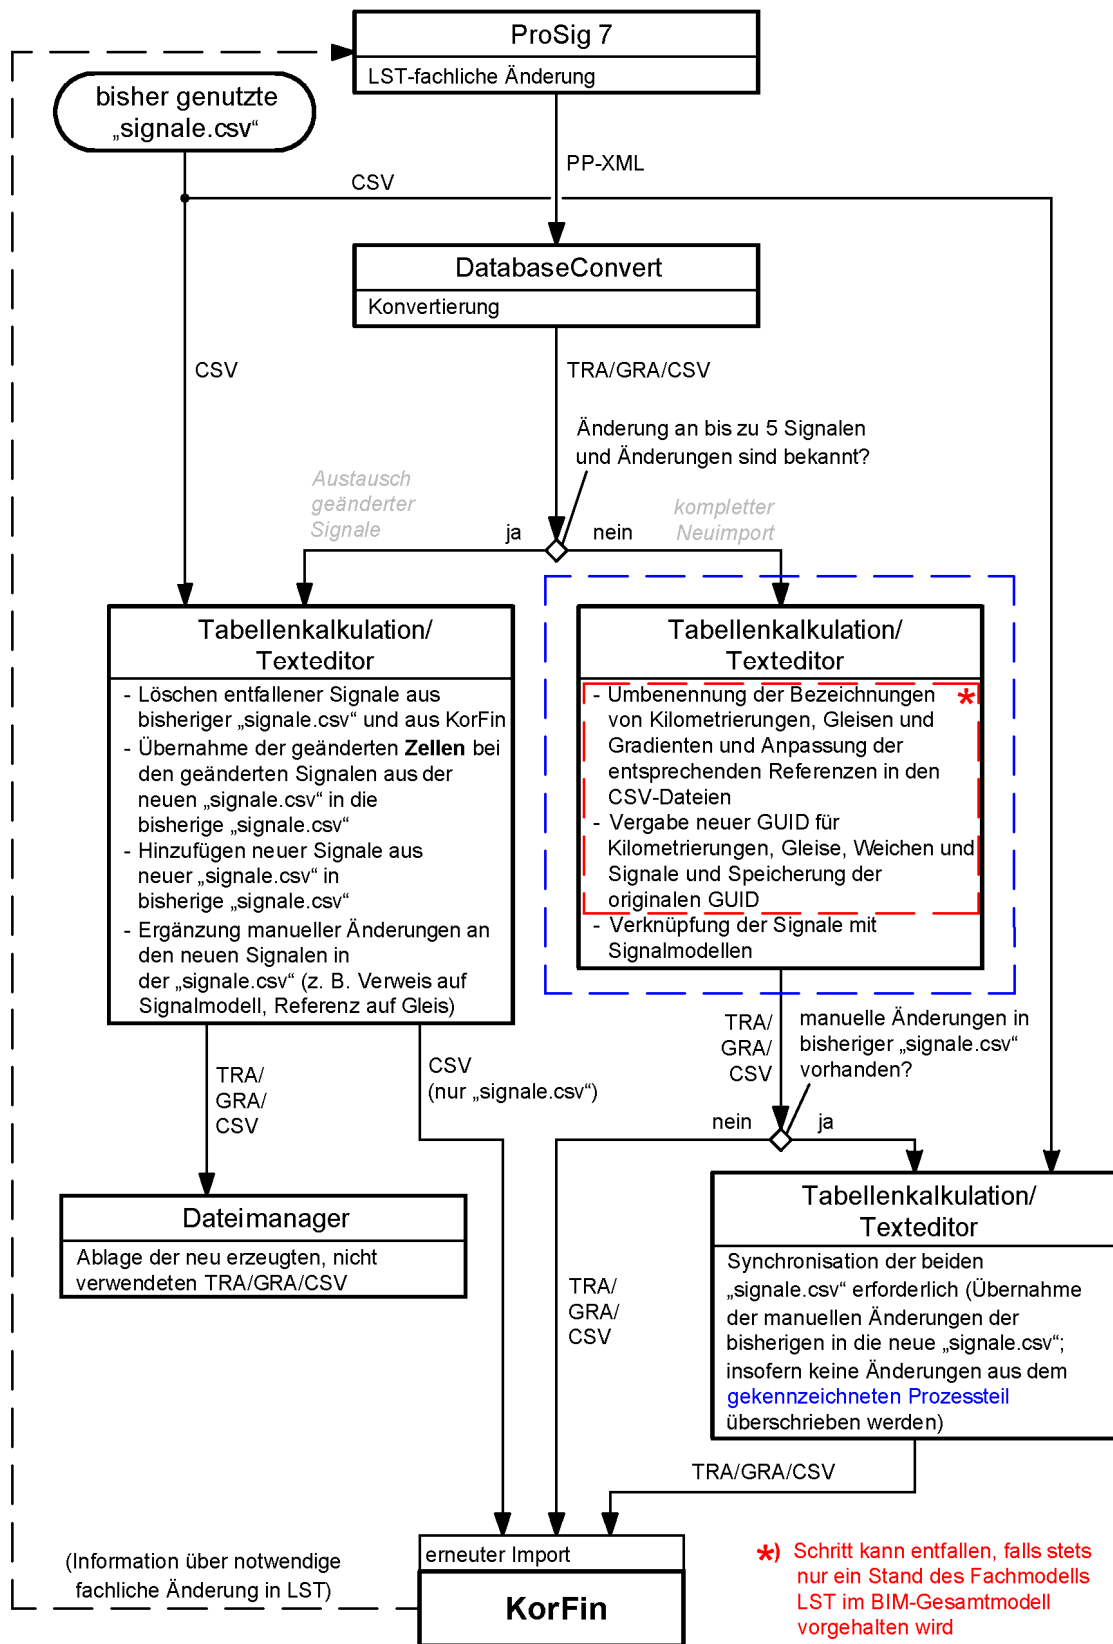 ProSig 7
LST-fachliche Änderung
bisher genutzte
„signale.csv“
PP-XML
CSV
DatabaseConvert
Konvertierung
CSV
TRA/GRA/CSV
Änderung an bis zu 5 Signalen
und Änderungen sind bekannt?
Austausch
geänderter
Signale
kompletter
Neuimport
ja
nein
Tabellenkalkulation/
Texteditor
- Löschen entfallener Signale aus
bisheriger „signale.csv“ und aus KorFin
- Übernahme der geänderten Zellen bei
den geänderten Signalen aus der
neuen „signale.csv“ in die
bisherige „signale.csv“
- Hinzufügen neuer Signale aus
neuer „signale.csv“ in
bisherige „signale.csv“
- Ergänzung manueller Änderungen an
den neuen Signalen in
der „signale.csv“ (z. B. Verweis auf
Signalmodell, Referenz auf Gleis)
Tabellenkalkulation/
Texteditor
- Umbenennung der Bezeichnungen *
von Kilometrierungen, Gleisen und
Gradienten und Anpassung der
entsprechenden Referenzen in den
CSV-Dateien
- Vergabe neuer GUID für
Kilometrierungen, Gleise, Weichen und
Signale und Speicherung der
originalen GUID
- Verknüpfung der Signale mit
Signalmodellen
TRA/
GRA/
CSV
CSV
(nur „signale.csv“)
TRA/
GRA/
CSV
manuelle Änderungen in
bisheriger „signale.csv“
vorhanden?
nein
ja
Dateimanager
Ablage der neu erzeugten, nicht
verwendeten TRA/GRA/CSV
TRA/
GRA/
CSV
Tabellenkalkulation/
Texteditor
Synchronisation der beiden
„signale.csv“ erforderlich (Übernahme
der manuellen Änderungen der
bisherigen in die neue „signale.csv“;
insofern keine Änderungen aus dem
gekennzeichneten Prozessteil
überschrieben werden)
TRA/GRA/CSV
(Information über notwendige
fachliche Änderung in LST)
erneuter Import
KorFin
*) Schritt kann entfallen, falls stets
nur ein Stand des Fachmodells
LST im BIM-Gesamtmodell
vorgehalten wird